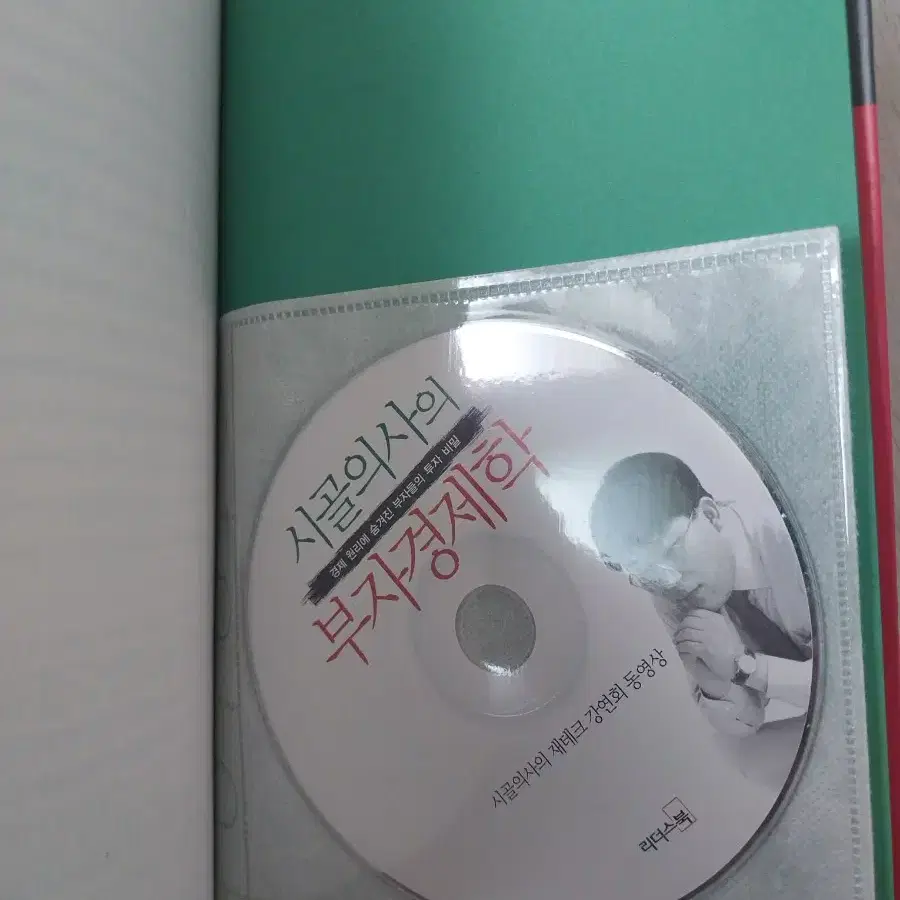 시골의사의
경제 원리에 숨겨진 부자들의 투자 비밀
부자경제학
시골의사의 재테크 강연회 동영상
리더스북